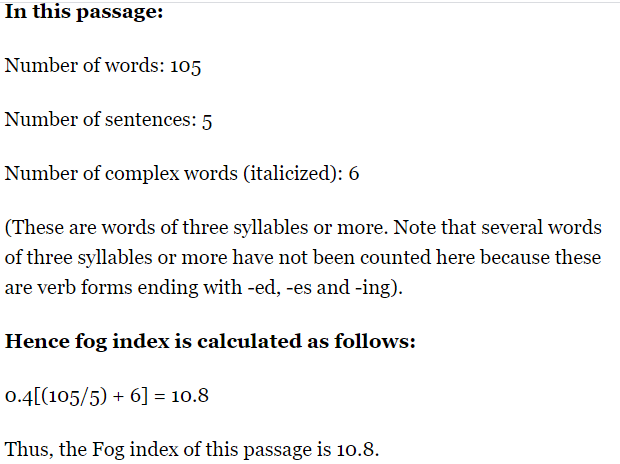 In this passage:
Number of words: 105
Number of sentences: 5
Number of complex words (italicized): 6
(These are words of three syllables or more. Note that several words
of three syllables or more have not been counted here because these
are verb forms ending with -ed, -es and -ing).
Hence fog index is calculated as follows:
0.4[(105/5) + 6] = 10.8
Thus, the Fog index of this passage is 10.8.